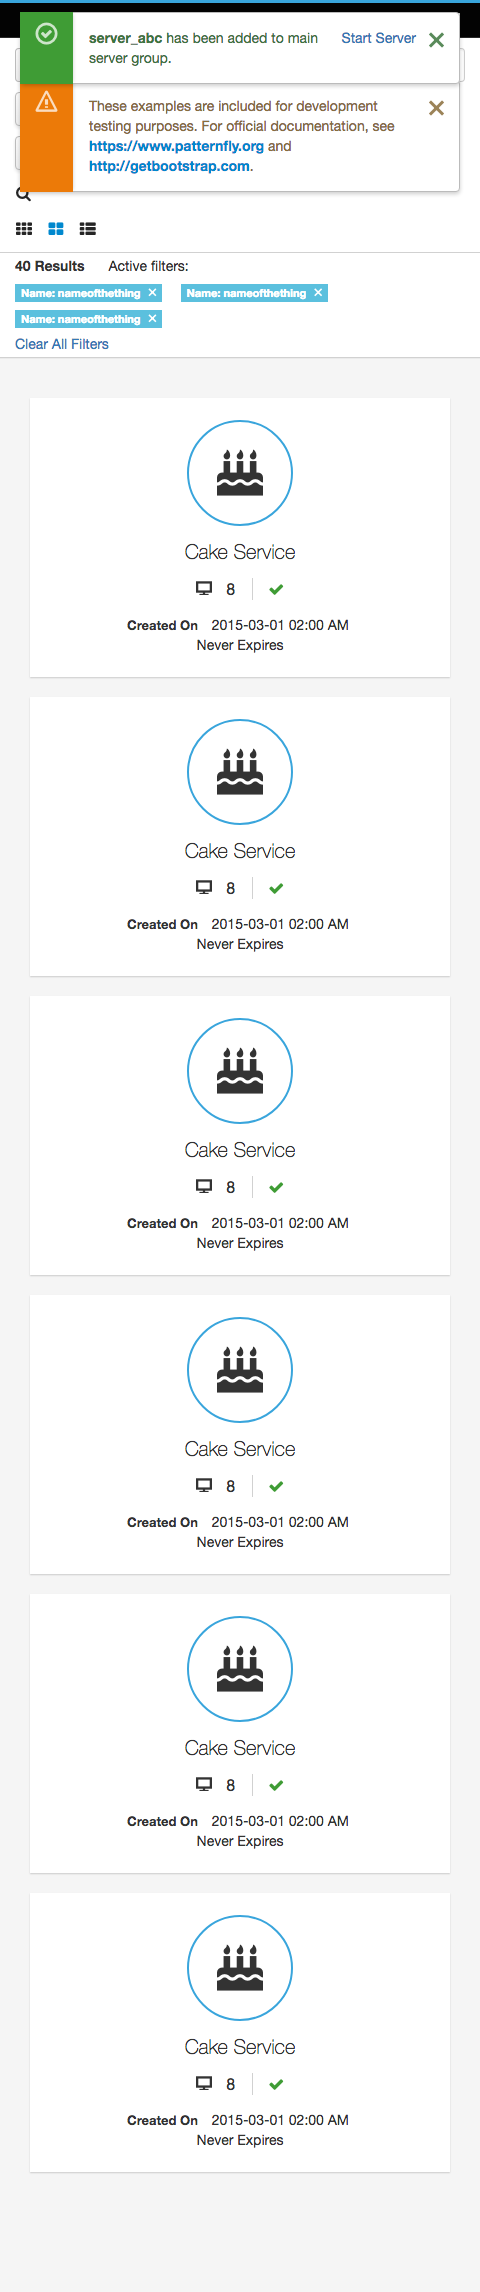 server_abc has been added to main Start Server
server group.
These examples are included for development
testing purposes. For official documentation, see
https://www.patternfly.org and
http://getbootstrap.com.
40 Results Active filters:
Name: nameofthething Name: nameofthething
Name: nameofthething
Clear All Filters
Cake Service
8
Created On 2015-03-01 02:00 AM
Never Expires
Cake Service
8
Created On 2015-03-01 02:00 AM
Never Expires
Cake Service
8
Created On 2015-03-01 02:00 AM
Never Expires
Cake Service
8
Created On 2015-03-01 02:00 AM
Never Expires
Cake Service
8
Created On 2015-03-01 02:00 AM
Never Expires
Cake Service
8
Created On 2015-03-01 02:00 AM
Never Expires